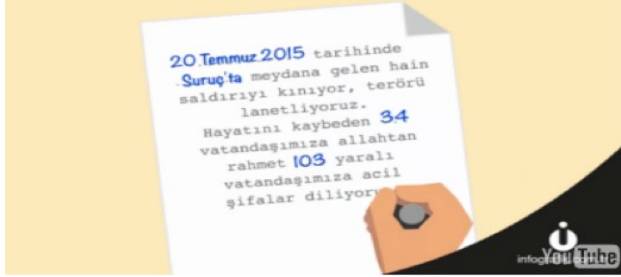 20 Temmuz 2015 tarihinde
Suruç'ta meydana gelen hain
saldırıyı kınıyor, terörü
lanetliyoruz.
Hayatını kaybeden 34
vatandaşımıza allahtan
rahmet 103 yaralı
vatandaşımıza acil
şifalar diliyor
YouTube